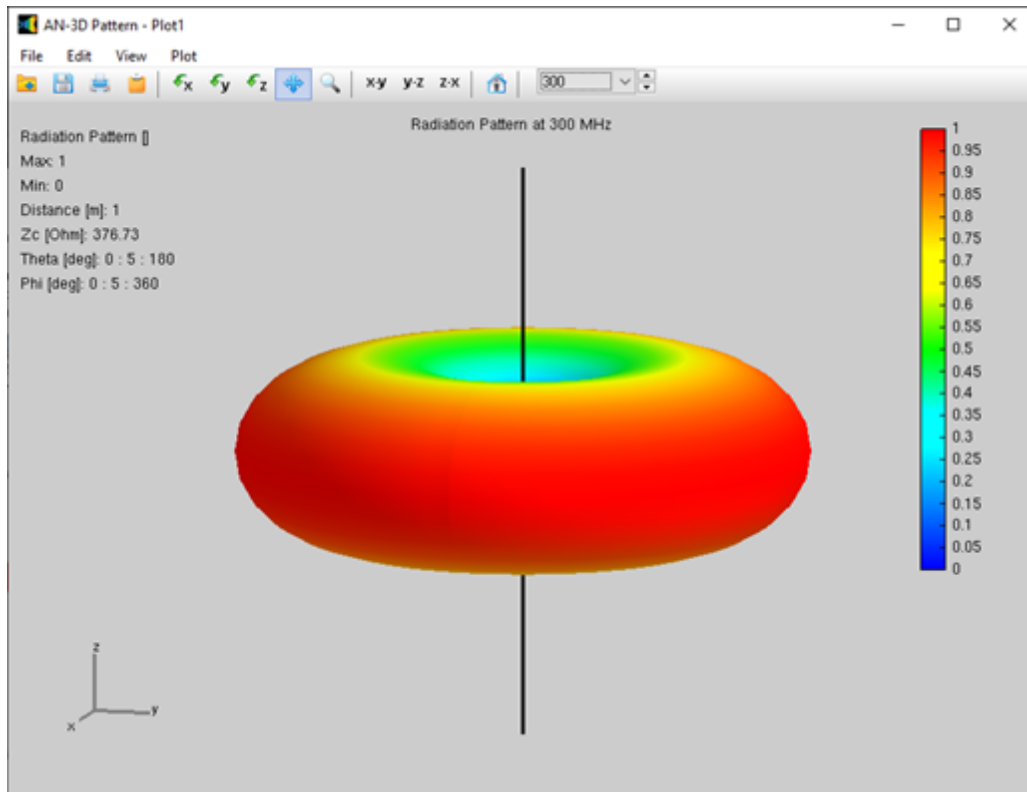 AN-3D Pattern - Plot1
File Edit View Plot
x y z x-y y-z z-x 300
Radiation Pattern at 300 MHz
Radiation Pattern []
Max: 1
Min: 0
Distance [m]: 1
Zc [Ohm]: 376.73
Theta [deg]: 0 : 5 : 180
Phi [deg]: 0 : 5 : 360
1
0.95
0.9
0.85
0.8
0.75
0.7
0.65
0.6
0.55
0.5
0.45
0.4
0.35
0.3
0.25
0.2
0.15
0.1
0.05
0
z
x
y